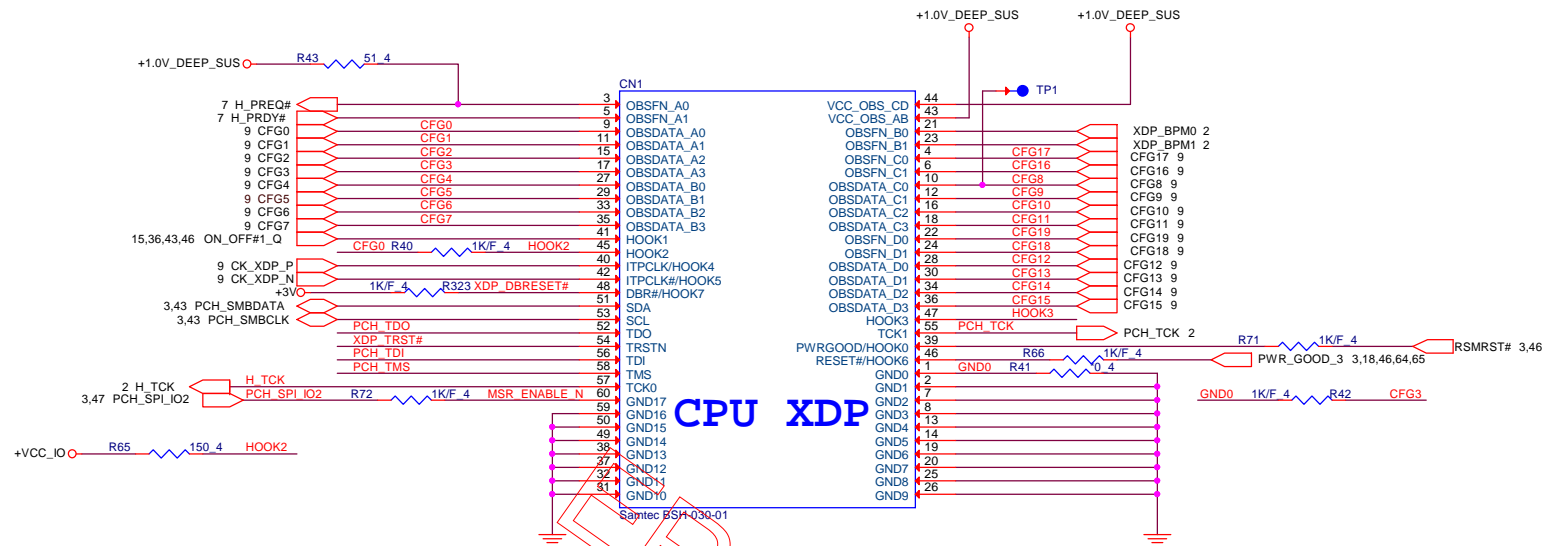 +1.0V_DEEP_SUS +1.0V_DEEP_SUS
+1.0V_DEEP_SUS R43 51_4
CN1
TP1
7 H_PREQ# 3 OBSFN_A0 VCC_OBS_CD 44
7 H_PRDY# 5 OBSFN_A1 VCC_OBS_AB 43
9 CFG0 CFG0 9 OBSDATA_A0 OBSFN_B0 21 XDP_BPM0 2
9 CFG1 CFG1 11 OBSDATA_A1 OBSFN_B1 23 XDP_BPM1 2
9 CFG2 CFG2 15 OBSDATA_A2 OBSFN_C0 4 CFG17 CFG17 9
9 CFG3 CFG3 17 OBSDATA_A3 OBSFN_C1 6 CFG16 CFG16 9
9 CFG4 CFG4 27 OBSDATA_B0 OBSDATA_C0 10 CFG8 CFG8 9
9 CFG5 CFG5 29 OBSDATA_B1 OBSDATA_C1 12 CFG9 CFG9 9
9 CFG6 CFG6 33 OBSDATA_B2 OBSDATA_C2 16 CFG10 CFG10 9
9 CFG7 CFG7 35 OBSDATA_B3 OBSDATA_C3 18 CFG11 CFG11 9
15,36,43,46 ON_OFF#1_Q 41 HOOK1 OBSFN_D0 22 CFG19 CFG19 9
CFG0 R40 1K/F_4 HOOK2 45 HOOK2 OBSFN_D1 24 CFG18 CFG18 9
9 CK_XDP_P 40 ITPCLK/HOOK4 OBSDATA_D0 28 CFG12 CFG12 9
9 CK_XDP_N 42 ITPCLK#/HOOK5 OBSDATA_D1 30 CFG13 CFG13 9
+3V 1K/F_4 R323 XDP_DBRESET# 48 DBR#/HOOK7 OBSDATA_D2 34 CFG14 CFG14 9
3,43 PCH_SMBDATA 51 SDA OBSDATA_D3 36 CFG15 CFG15 9
3,43 PCH_SMBCLK 53 SCL HOOK3 47 HOOK3
PCH_TDO 52 TDO TCK1 55 PCH_TCK PCH_TCK 2
XDP_TRST# 54 TRSTN PWRGOOD/HOOK0 39 R71 1K/F_4 RSMRST# 3,46
PCH_TDI 56 TDI RESET#/HOOK6 46 R66 1K/F_4 PWR_GOOD_3 3,18,46,64,65
PCH_TMS 58 TMS GND0 1 GND0 R41 *0_4
2 H_TCK H_TCK 57 TCK0 GND1 2
3,47 PCH_SPI_IO2 PCH_SPI_IO2 R72 1K/F_4 MSR_ENABLE_N 60 GND17 GND2 7 GND0 1K/F_4 R42 CFG3
59 GND16 CPU XDP GND3 8
50 GND15 GND4 13
49 GND14 GND5 14
+VCC_IO R65 150_4 HOOK2 38 GND13 GND6 19
37 GND12 GND7 20
32 GND11 GND8 25
31 GND10 GND9 26
Samtec BSH-030-01